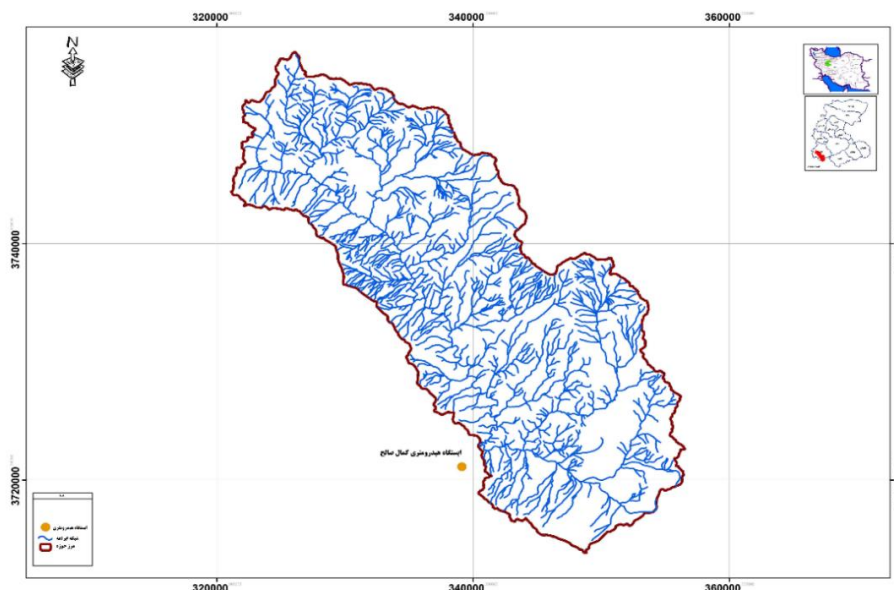 320000 340000 360000
N
3740000
ایستگاه هیدرومتری کمال صالح
3720000
ایستگاه هیدرومتری
شبکه آبراهه
مرز حوزه
320000 340000 360000